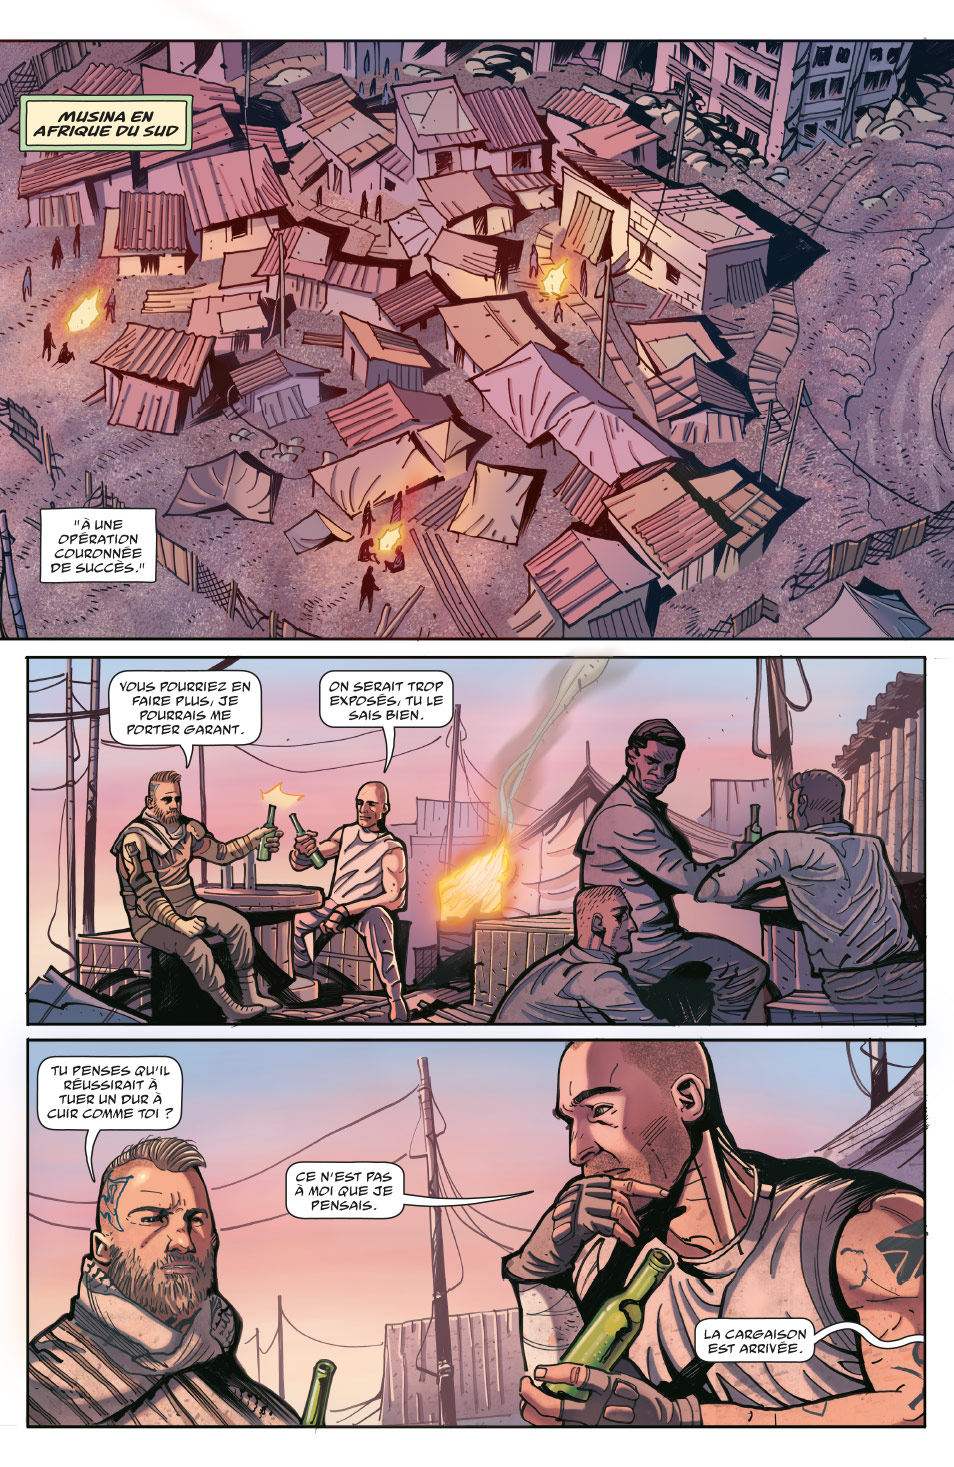 MUSINA EN
AFRIQUE DU SUD
"À UNE
OPÉRATION
COURONNÉE
DE SUCCÈS."
VOUS POURRIEZ EN
FAIRE PLUS, JE
POURRAIS ME
PORTER GARANT.
ON SERAIT TROP
EXPOSÉS, TU LE
SAIS BIEN.
TU PENSES QU'IL
RÉUSSIRAIT À
TUER UN DUR À
CUIR COMME TOI ?
CE N'EST PAS
À MOI QUE JE
PENSAIS.
LA CARGAISON
EST ARRIVÉE.